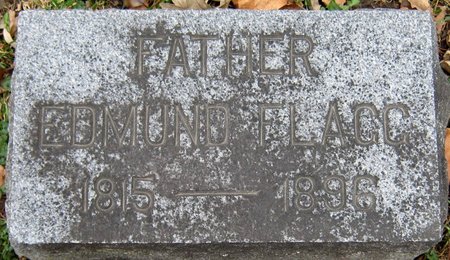 FATHER
EDMUND FLAGG
1815 — 1896